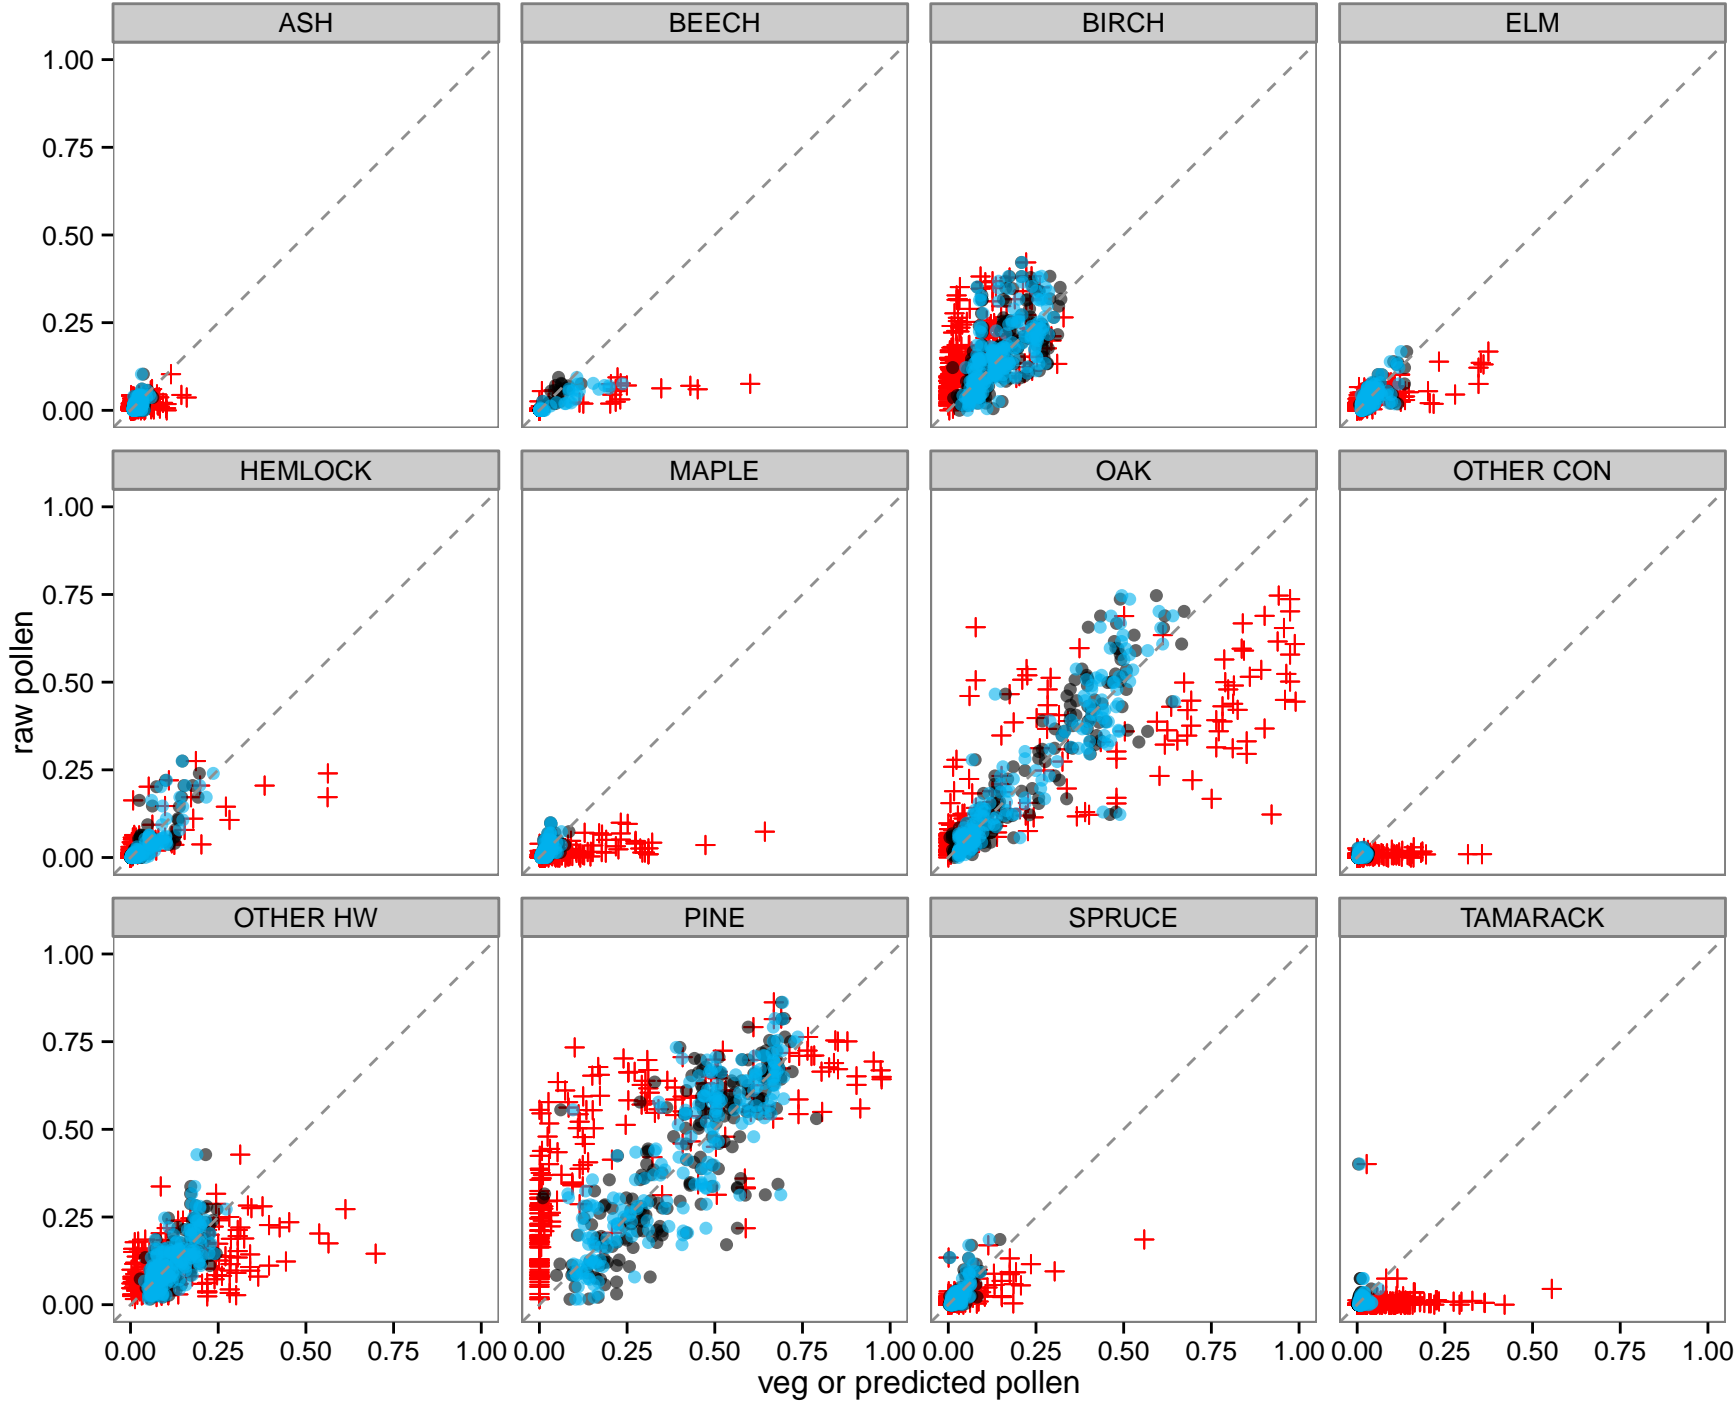 ASH BEECH BIRCH ELM
1.00
0.75
0.50
0.25
0.00
HEMLOCK MAPLE OAK OTHER CON
1.00
0.75
0.50
0.25
0.00
raw pollen
OTHER HW PINE SPRUCE TAMARACK
1.00
0.75
0.50
0.25
0.00
0.00 0.25 0.50 0.75 1.00 0.00 0.25 0.50 0.75 1.00 0.00 0.25 0.50 0.75 1.00 0.00 0.25 0.50 0.75 1.00
veg or predicted pollen